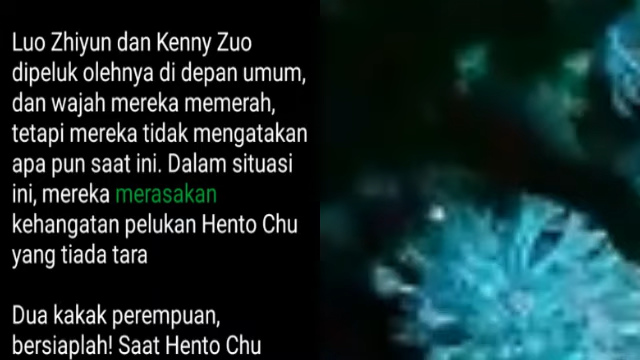 Luo Zhiyun dan Kenny Zuo
dipeluk olehnya di depan umum,
dan wajah mereka memerah,
tetapi mereka tidak mengatakan
apa pun saat ini. Dalam situasi
ini, mereka merasakan
kehangatan pelukan Hento Chu
yang tiada tara
Dua kakak perempuan,
bersiaplah! Saat Hento Chu